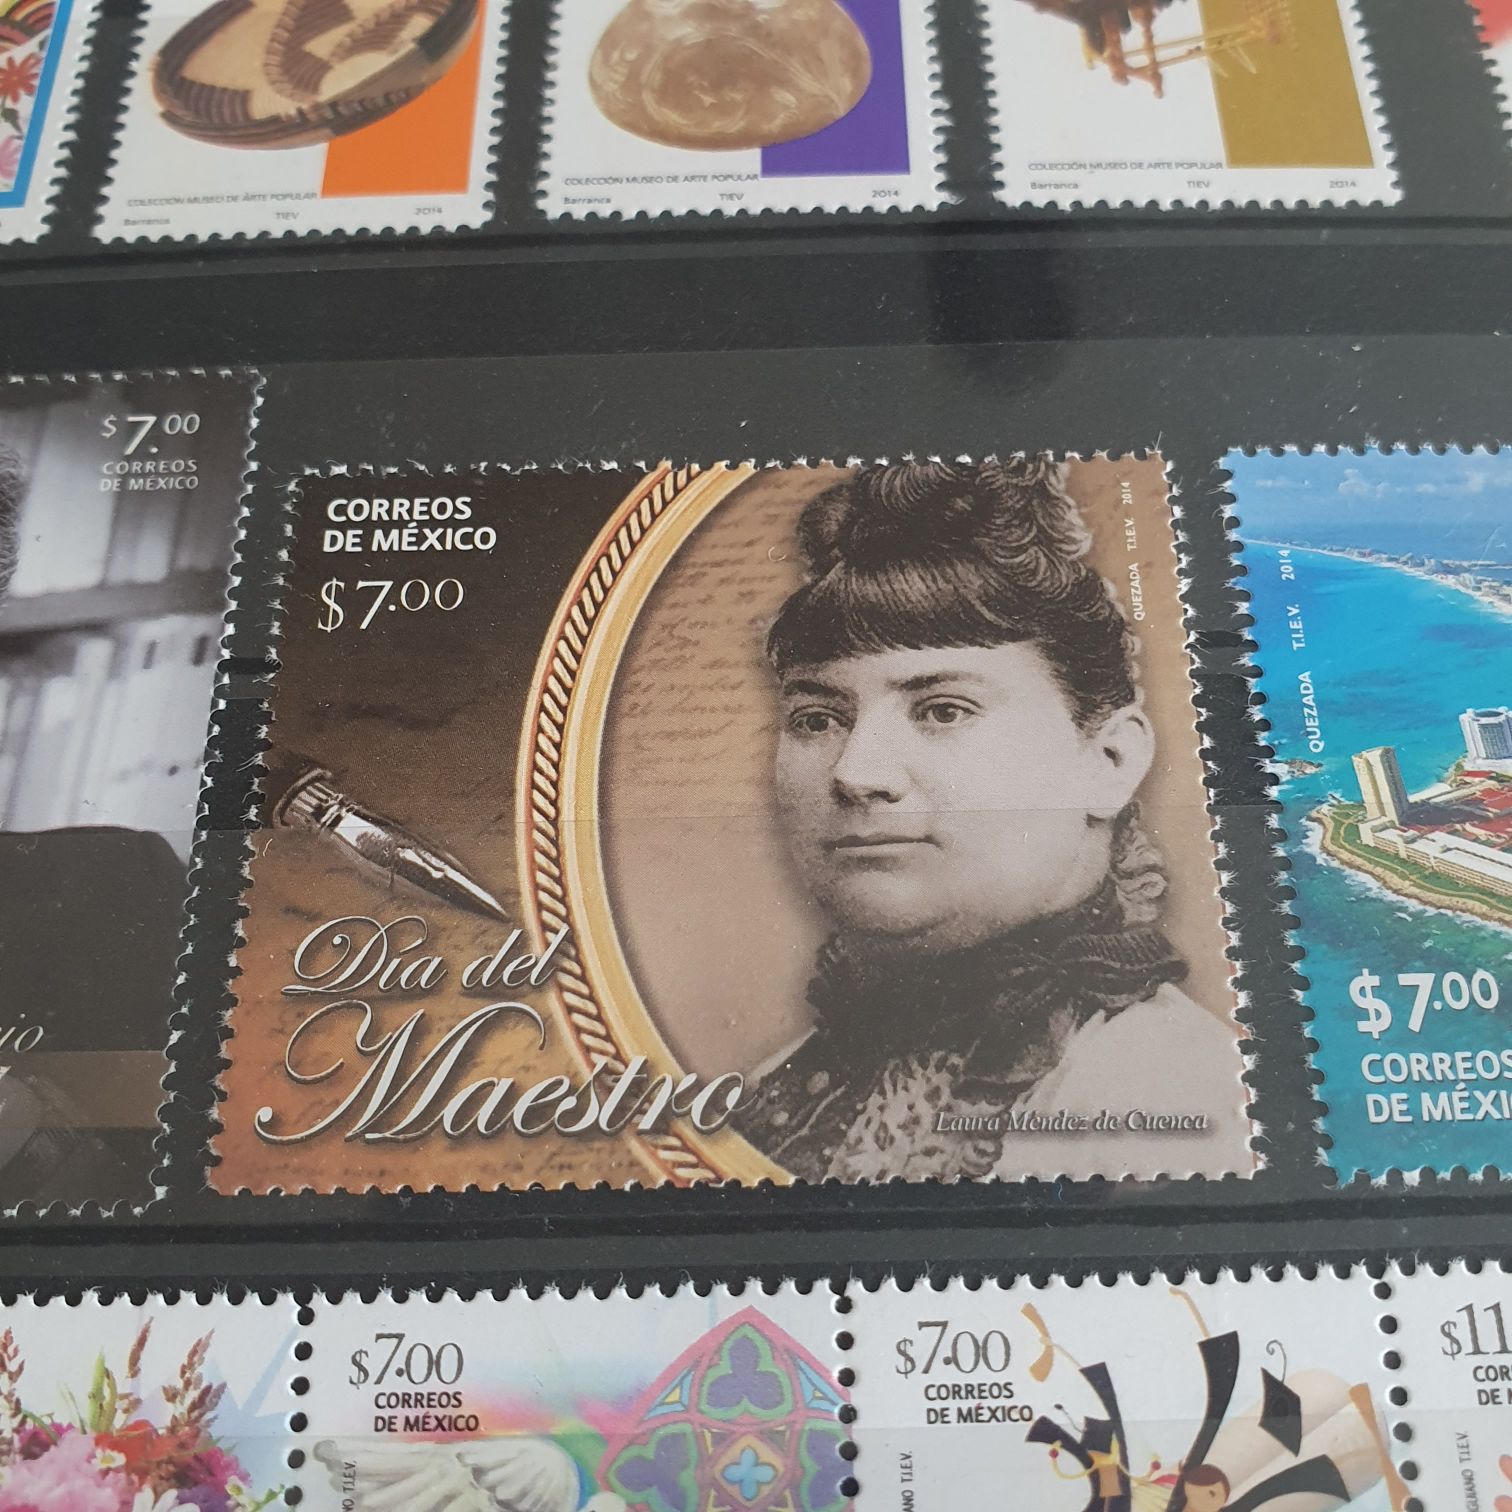 COLECCIÓN MUSEO DE ARTE POPULAR
Barranca TIEV 2014
COLECCIÓN MUSEO DE ARTE POPULAR
Barranca TIEV 2014
COLECCIÓN MUSEO DE ARTE POPULAR
Barranca TIEV 2014
$7.00
CORREOS
DE MÉXICO
CORREOS
DE MÉXICO
$7.00
QUEZADA T.I.E.V. 2014
Día del
Maestro
Laura Méndez de Cuenca
QUEZADA T.I.E.V. 2014
$7.00
CORREOS
DE MÉXI
$7.00
CORREOS
DE MÉXICO
$7.00
CORREOS
DE MÉXICO
$11
COR
T.I.E.V.
T.I.E.V.
T.I.E.V.